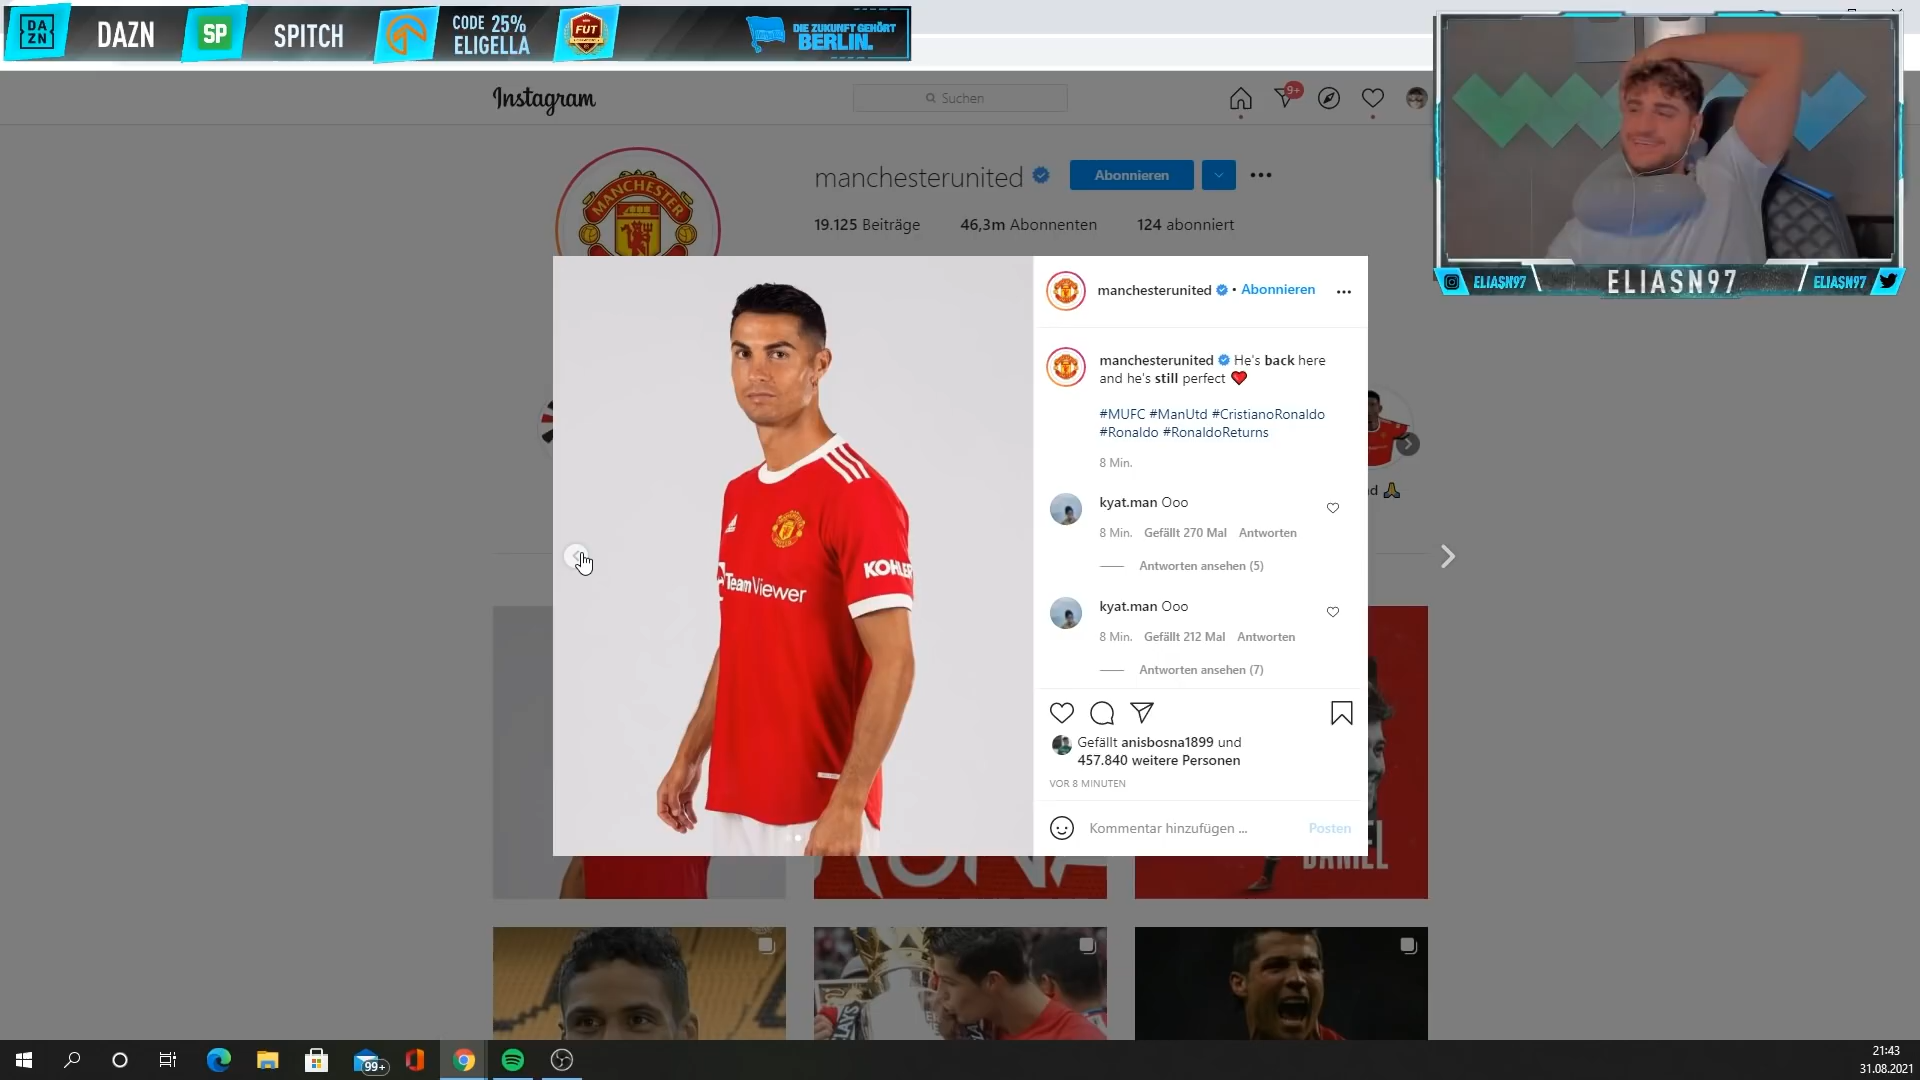 DAZN
DAZN
SP
SPITCH
CODE 25%
ELIGELLA
FUT
DIE ZUKUNFT GEHÖRT
BERLIN.
Instagram
Suchen
9+
MANCHESTER
manchesterunited
Abonnieren
19.125 Beiträge
46,3m Abonnenten
124 abonniert
ELIASN97
ELIASN97
ELIASN97
manchesterunited • Abonnieren
manchesterunited He's back here
and he's still perfect
#MUFC #ManUtd #CristianoRonaldo
#Ronaldo #RonaldoReturns
8 Min.
kyat.man Ooo
8 Min. Gefällt 270 Mal Antworten
Antworten ansehen (5)
kyat.man Ooo
8 Min. Gefällt 212 Mal Antworten
Antworten ansehen (7)
Gefällt anisbosna1899 und
457.840 weitere Personen
VOR 8 MINUTEN
Kommentar hinzufügen ...
Posten
TeamViewer
KOHLER
DANIEL
99+
21:43
31.08.2021